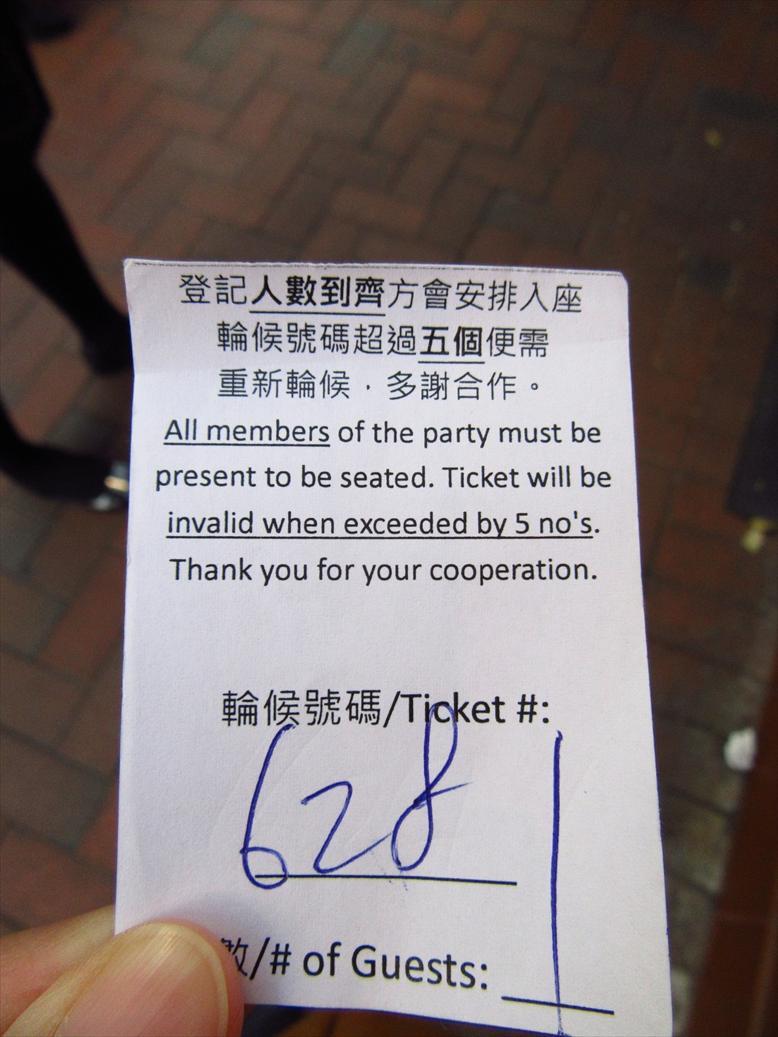 登記人數到齊方會安排入座
輪候號碼超過五個便需
重新輪候，多謝合作。
All members of the party must be
present to be seated. Ticket will be
invalid when exceeded by 5 no's.
Thank you for your cooperation.
輪候號碼/Ticket #:
628
數/# of Guests: 1